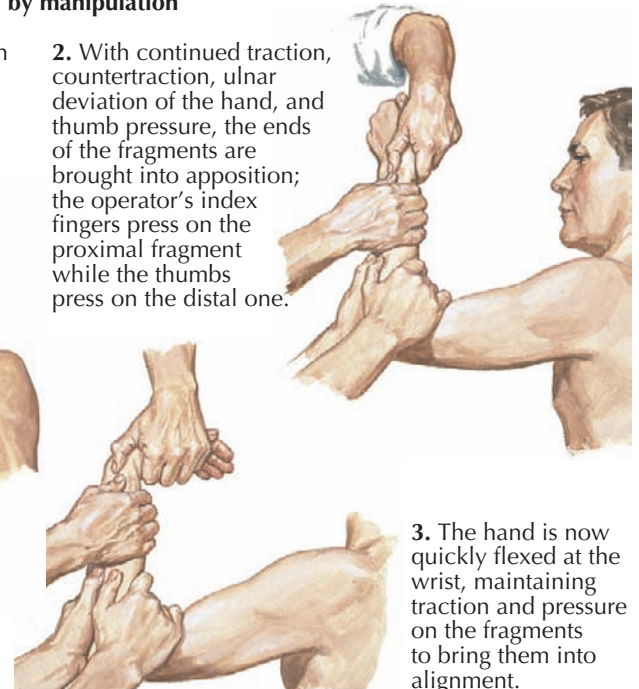 by manipulation
n
2. With continued traction,
countertraction, ulnar
deviation of the hand, and
thumb pressure, the ends
of the fragments are
brought into apposition;
the operator’s index
fingers press on the
proximal fragment
while the thumbs
press on the distal one.
3. The hand is now
quickly flexed at the
wrist, maintaining
traction and pressure
on the fragments
to bring them into
alignment.